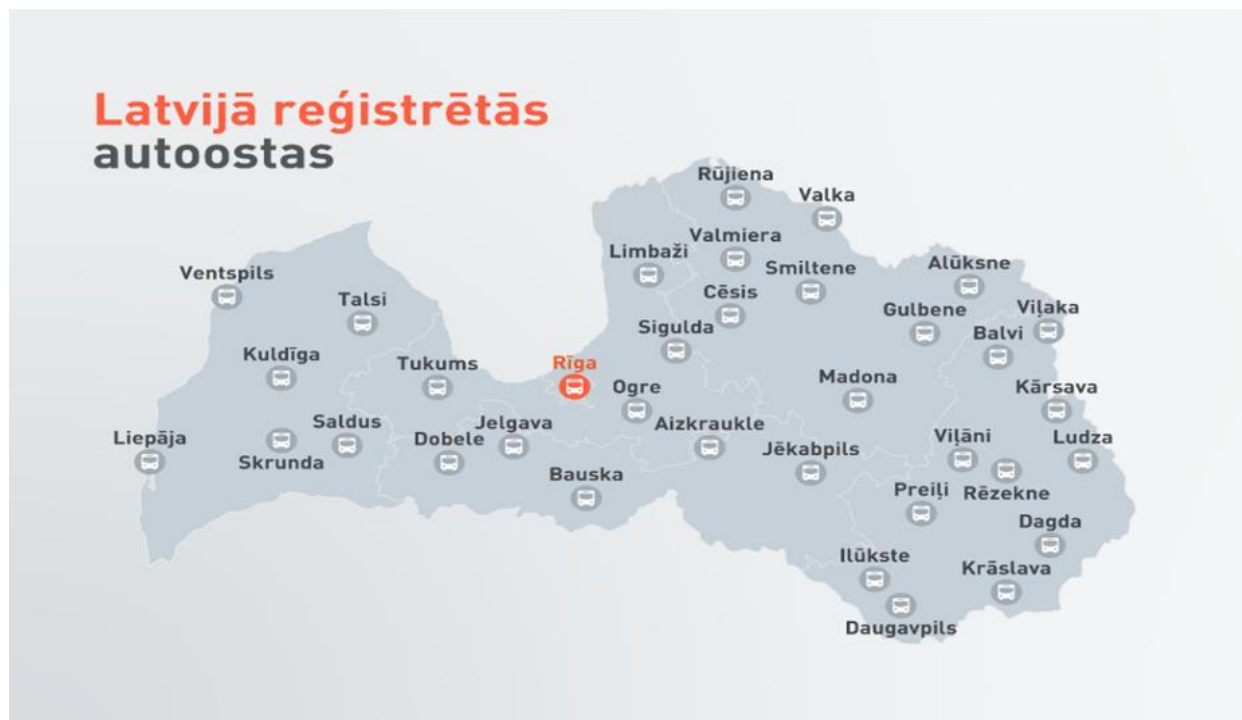 Latvijā reģistrētās
autoostas
Rūjiena
Valka
Valmiera
Limbaži
Smiltene
Alūksne
Ventspils
Talsi
Cēsis
Gulbene
Viļaka
Sigulda
Balvi
Kuldīga
Tukums
Rīga
Ogre
Madona
Kārsava
Saldus
Jelgava
Aizkraukle
Liepāja
Skrunda
Dobele
Jēkabpils
Viļāni
Ludza
Bauska
Preiļi
Rēzekne
Dagda
Ilūkste
Krāslava
Daugavpils